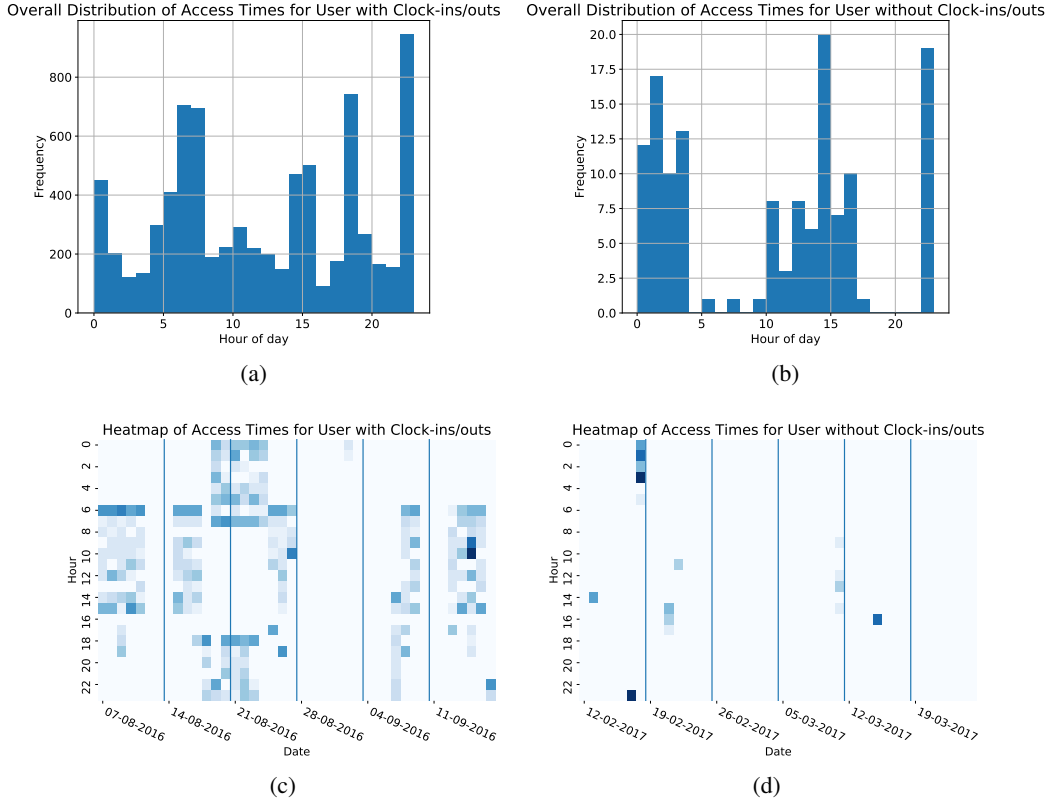 Overall Distribution of Access Times for User with Clock-ins/outs
Frequency
800
600
400
200
0
0 5 10 15 20
Hour of day
(a)
Overall Distribution of Access Times for User without Clock-ins/outs
Frequency
20.0
17.5
15.0
12.5
10.0
7.5
5.0
2.5
0.0
0 5 10 15 20
Hour of day
(b)
Heatmap of Access Times for User with Clock-ins/outs
Hour
0
2
4
6
8
10
12
14
16
18
20
22
07-08-2016 14-08-2016 21-08-2016 28-08-2016 04-09-2016 11-09-2016
Date
(c)
Heatmap of Access Times for User without Clock-ins/outs
Hour
0
2
4
6
8
10
12
14
16
18
20
22
12-02-2017 19-02-2017 26-02-2017 05-03-2017 12-03-2017 19-03-2017
Date
(d)